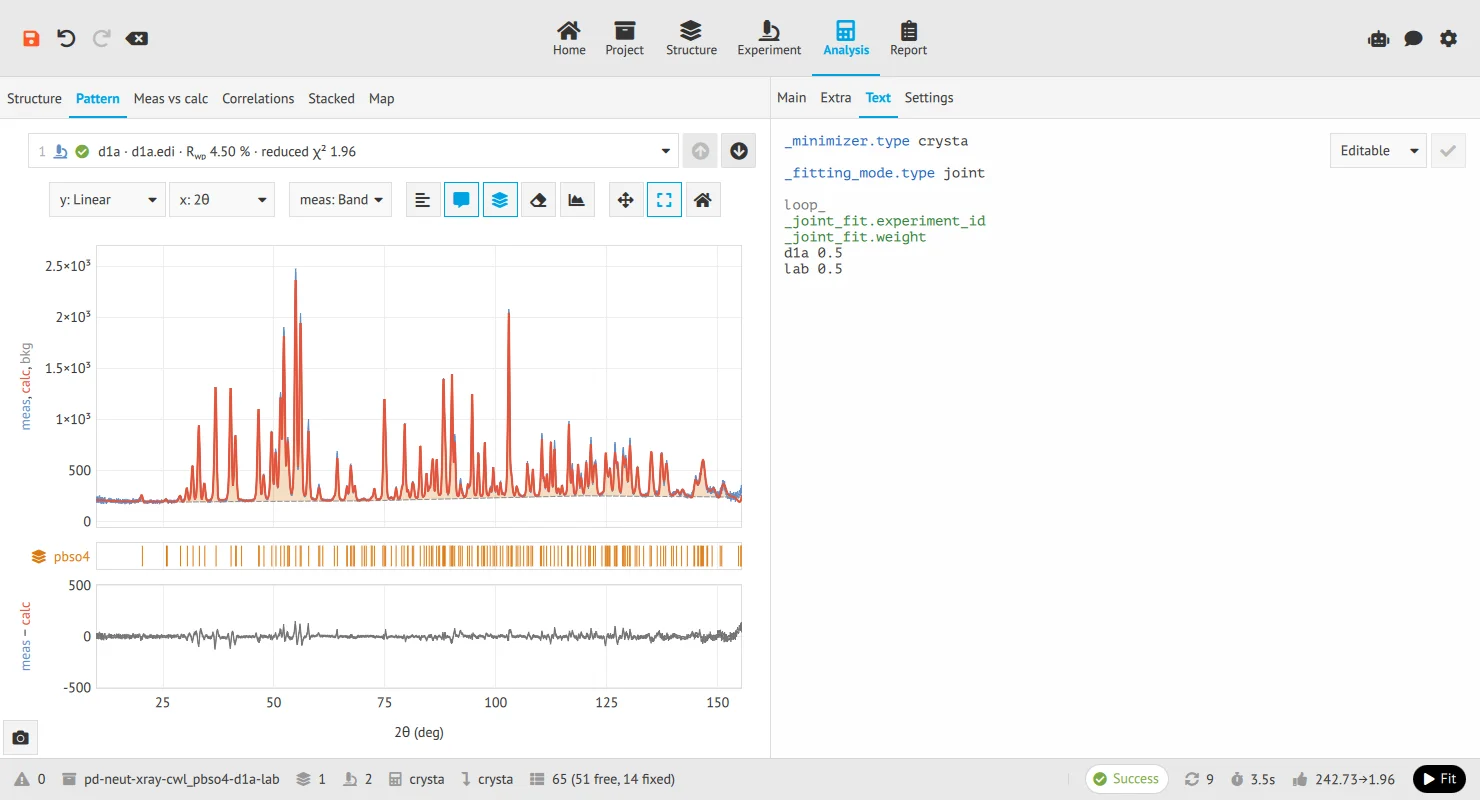 Home Project Structure Experiment Analysis Report
Structure Pattern Meas vs calc Correlations Stacked Map
Main Extra Text Settings
1 d1a · d1a.edi · Rwp 4.50 % · reduced χ² 1.96
y: Linear x: 2θ meas: Band
2.5×10³
2×10³
1.5×10³
1×10³
500
0
meas, calc, bkg
pbso4
500
0
-500
meas − calc
25 50 75 100 125 150
2θ (deg)
_minimizer.type crysta
_fitting_mode.type joint
loop_
_joint_fit.experiment_id
_joint_fit.weight
d1a 0.5
lab 0.5
Editable
0 pd-neut-xray-cwl_pbso4-d1a-lab 1 2 crysta crysta 65 (51 free, 14 fixed)
Success 9 3.5s 242.73→1.96 Fit